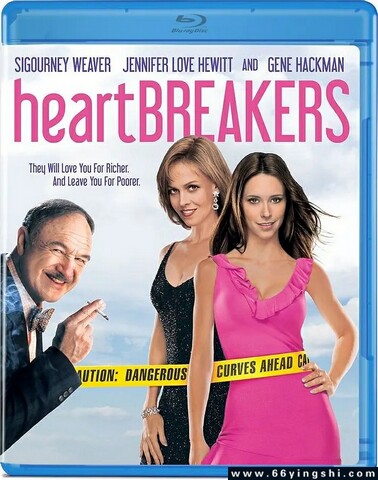 Blu-ray Disc
SIGOURNEY WEAVER JENNIFER LOVE HEWITT AND GENE HACKMAN
heartBREAKERS
They Will Love You For Richer.
And Leave You For Poorer.
AUTION: DANGEROUS CURVES AHEAD CA
www.66yingshi.com